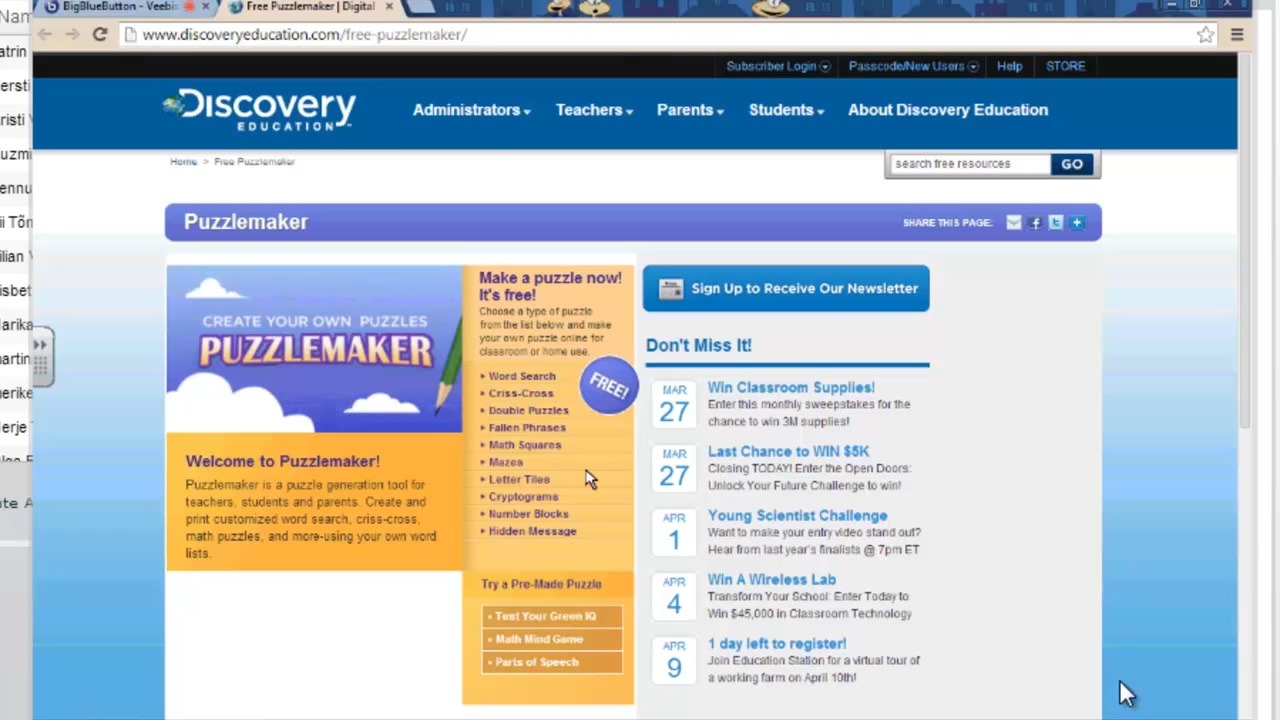 BigBlueButton - Veebis
Free Puzzlemaker | Digital
www.discoveryeducation.com/free-puzzlemaker/
Subscriber Login
Passcode/New Users
Help
STORE
Discovery
EDUCATION
Administrators
Teachers
Parents
Students
About Discovery Education
Home > Free Puzzlemaker
search free resources
GO
Puzzlemaker
SHARE THIS PAGE:
CREATE YOUR OWN PUZZLES
PUZZLEMAKER
Welcome to Puzzlemaker!
Puzzlemaker is a puzzle generation tool for
teachers, students and parents. Create and
print customized word search, criss-cross,
math puzzles, and more-using your own word
lists.
Make a puzzle now!
It's free!
Choose a type of puzzle
from the list below and make
your own puzzle online for
classroom or home use.
FREE!
Word Search
Criss-Cross
Double Puzzles
Fallen Phrases
Math Squares
Mazes
Letter Tiles
Cryptograms
Number Blocks
Hidden Message
Try a Pre-Made Puzzle
Test Your Green IQ
Math Mind Game
Parts of Speech
Sign Up to Receive Our Newsletter
Don't Miss It!
MAR
27
Win Classroom Supplies!
Enter this monthly sweepstakes for the
chance to win 3M supplies!
MAR
27
Last Chance to WIN $5K
Closing TODAY! Enter the Open Doors:
Unlock Your Future Challenge to win!
APR
1
Young Scientist Challenge
Want to make your entry video stand out?
Hear from last year's finalists @ 7pm ET
APR
4
Win A Wireless Lab
Transform Your School: Enter Today to
Win $45,000 in Classroom Technology
APR
9
1 day left to register!
Join Education Station for a virtual tour of
a working farm on April 10th!